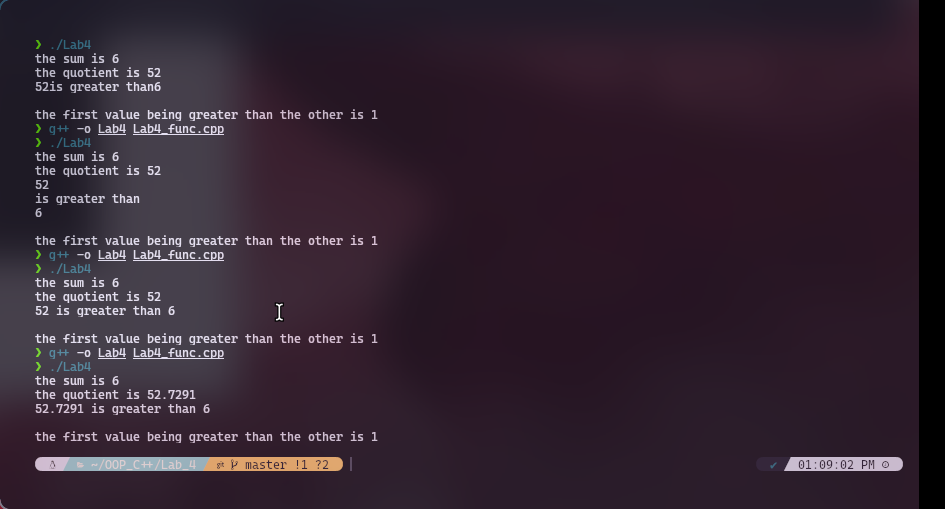 ❯ ./Lab4
the sum is 6
the quotient is 52
52is greater than6
the first value being greater than the other is 1
❯ g++ -o Lab4 Lab4_func.cpp
❯ ./Lab4
the sum is 6
the quotient is 52
52
is greater than
6
the first value being greater than the other is 1
❯ g++ -o Lab4 Lab4_func.cpp
❯ ./Lab4
the sum is 6
the quotient is 52
52 is greater than 6
the first value being greater than the other is 1
❯ g++ -o Lab4 Lab4_func.cpp
❯ ./Lab4
the sum is 6
the quotient is 52.7291
52.7291 is greater than 6
the first value being greater than the other is 1
~/OOP_C++/Lab_4 master !1 ?2 ✔ 01:09:02 PM